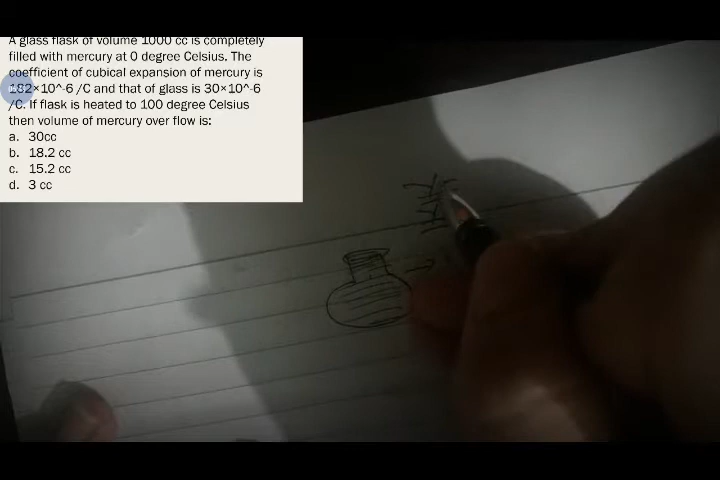 A glass flask of volume 1000 cc is completely
filled with mercury at 0 degree Celsius. The
coefficient of cubical expansion of mercury is
182×10^-6 /C and that of glass is 30×10^-6
/C. If flask is heated to 100 degree Celsius
then volume of mercury over flow is:
a. 30cc
b. 18.2 cc
c. 15.2 cc
d. 3 cc